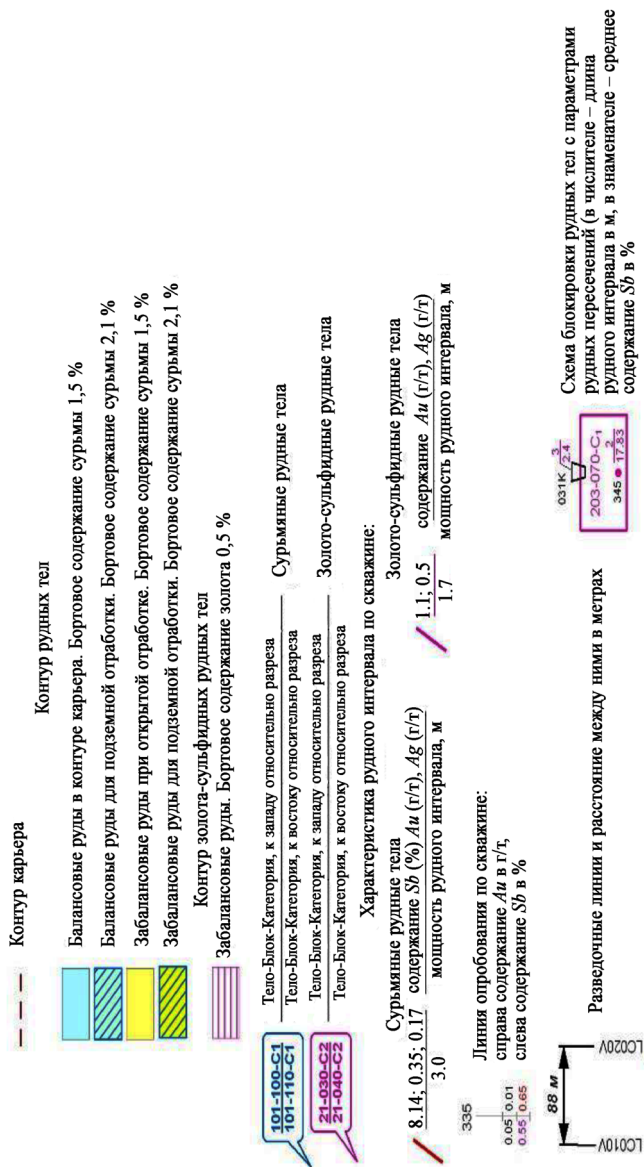 Контур карьера
Контур рудных тел
Балансовые руды в контуре карьера. Бортовое содержание сурьмы 1,5 %
Балансовые руды для подземной отработки. Бортовое содержание сурьмы 2,1 %
Забалансовые руды при открытой отработке. Бортовое содержание сурьмы 1,5 %
Забалансовые руды для подземной отработки. Бортовое содержание сурьмы 2,1 %
Контур золота-сульфидных рудных тел
Забалансовые руды. Бортовое содержание золота 0,5 %
101-100-C1
101-110-C1
Тело-Блок-Категория, к западу относительно разреза
Тело-Блок-Категория, к востоку относительно разреза
Сурьмяные рудные тела
21-030-C2
21-040-C2
Тело-Блок-Категория, к западу относительно разреза
Тело-Блок-Категория, к востоку относительно разреза
Золото-сульфидные рудные тела
Характеристика рудного интервала по скважине:
Сурьмяные рудные тела
8.14; 0.35; 0.17
3.0
содержание Sb (%) Au (г/т), Ag (г/т)
мощность рудного интервала, м
Золото-сульфидные рудные тела
1.1; 0.5
1.7
содержание Au (г/т), Ag (г/т)
мощность рудного интервала, м
335
0.05 0.01
0.55 0.65
Линия опробования по скважине:
справа содержание Au в г/т,
слева содержание Sb в %
88 м
LC010V
LC020V
Разведочные линии и расстояние между ними в метрах
031K 3
2.4
203-070-C1
345 2
17.83
Схема блокировки рудных тел с параметрами
рудных пересечений (в числителе – длина
рудного интервала в м, в знаменателе – среднее
содержание Sb в %